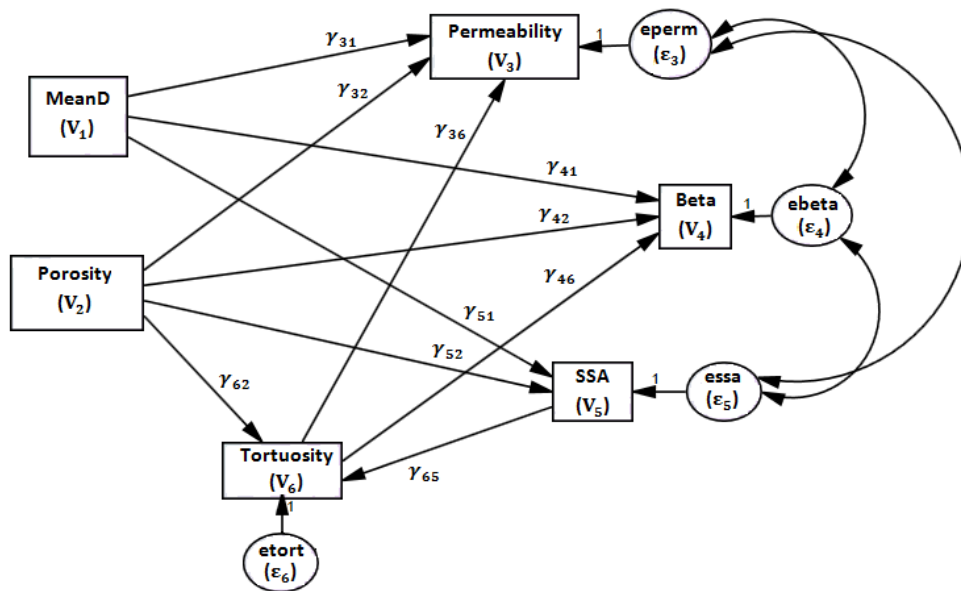 Permeability
(V₃)
1
eperm
(ε₃)
γ₃₁
MeanD
(V₁)
γ₃₂
γ₃₆
γ₄₁
Beta
(V₄)
1
ebeta
(ε₄)
γ₄₂
Porosity
(V₂)
γ₄₆
γ₅₁
γ₅₂
SSA
(V₅)
1
essa
(ε₅)
γ₆₂
Tortuosity
(V₆)
γ₆₅
1
etort
(ε₆)